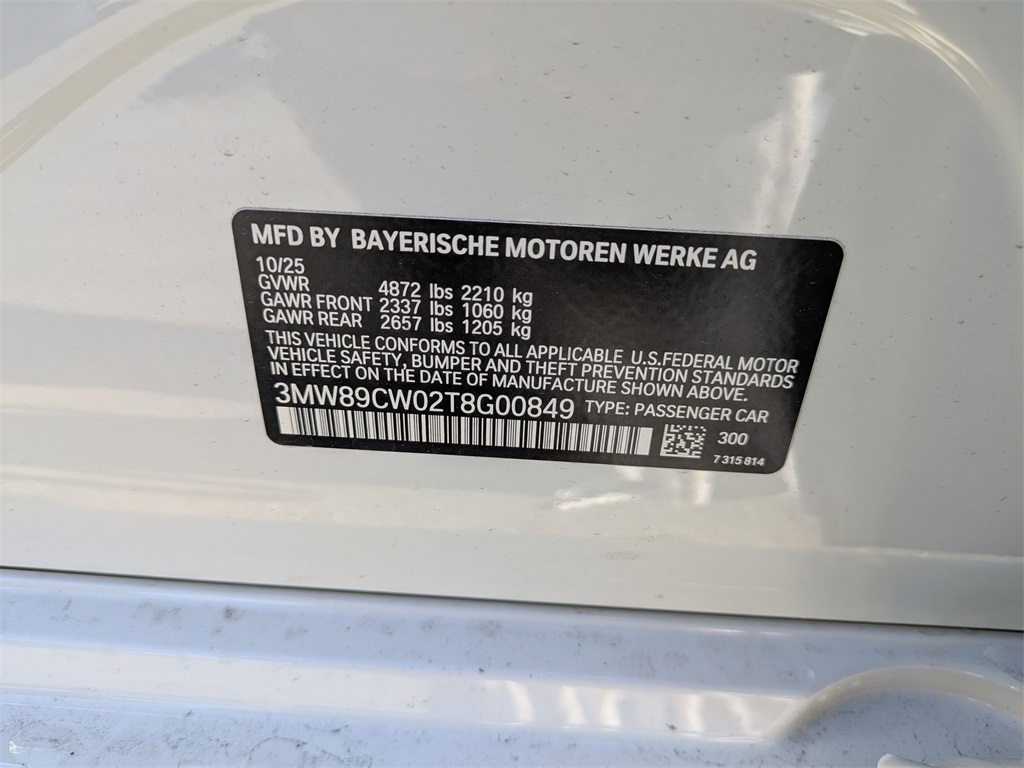 MFD BY BAYERISCHE MOTOREN WERKE AG
10/25
GVWR 4872 lbs 2210 kg
GAWR FRONT 2337 lbs 1060 kg
GAWR REAR 2657 lbs 1205 kg
THIS VEHICLE CONFORMS TO ALL APPLICABLE U.S.FEDERAL MOTOR
VEHICLE SAFETY, BUMPER AND THEFT PREVENTION STANDARDS
IN EFFECT ON THE DATE OF MANUFACTURE SHOWN ABOVE.
3MW89CW02T8G00849 TYPE: PASSENGER CAR
300
7 315 814